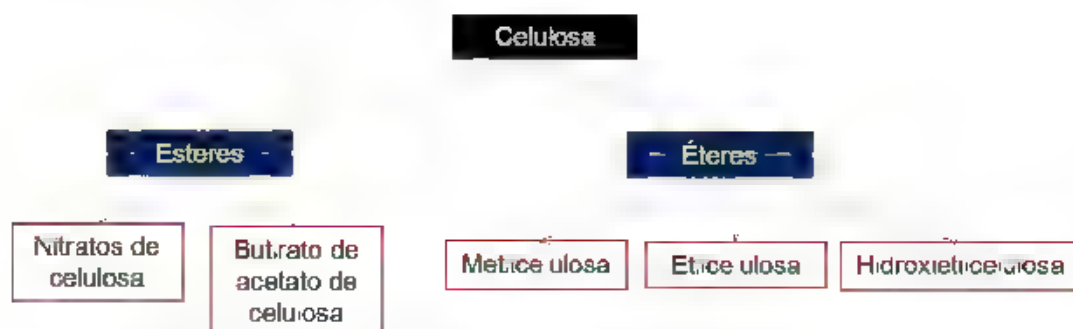 Celulosa
Esteres
Éteres
Nitratos de
celulosa
Butirato de
acetato de
celulosa
Metilcelulosa
Etilcelulosa
Hidroxietilcelulosa